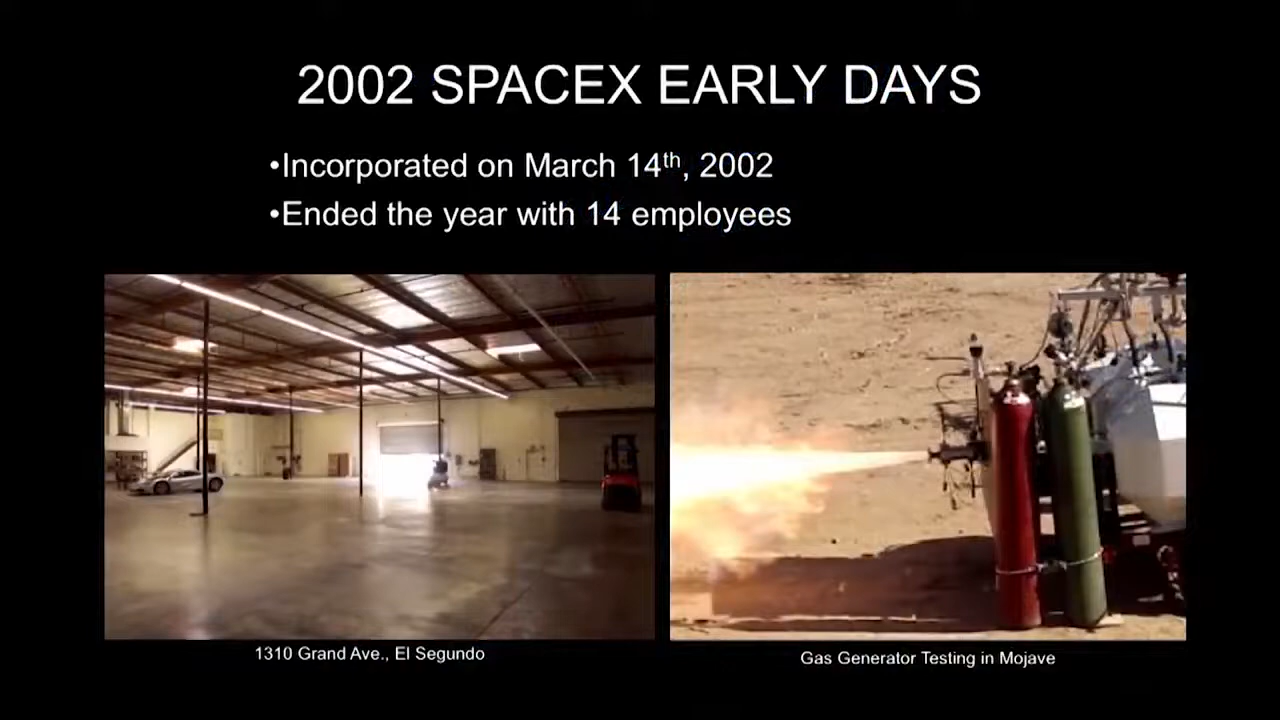 2002 SPACEX EARLY DAYS
•Incorporated on March 14th, 2002
•Ended the year with 14 employees
1310 Grand Ave., El Segundo
Gas Generator Testing in Mojave